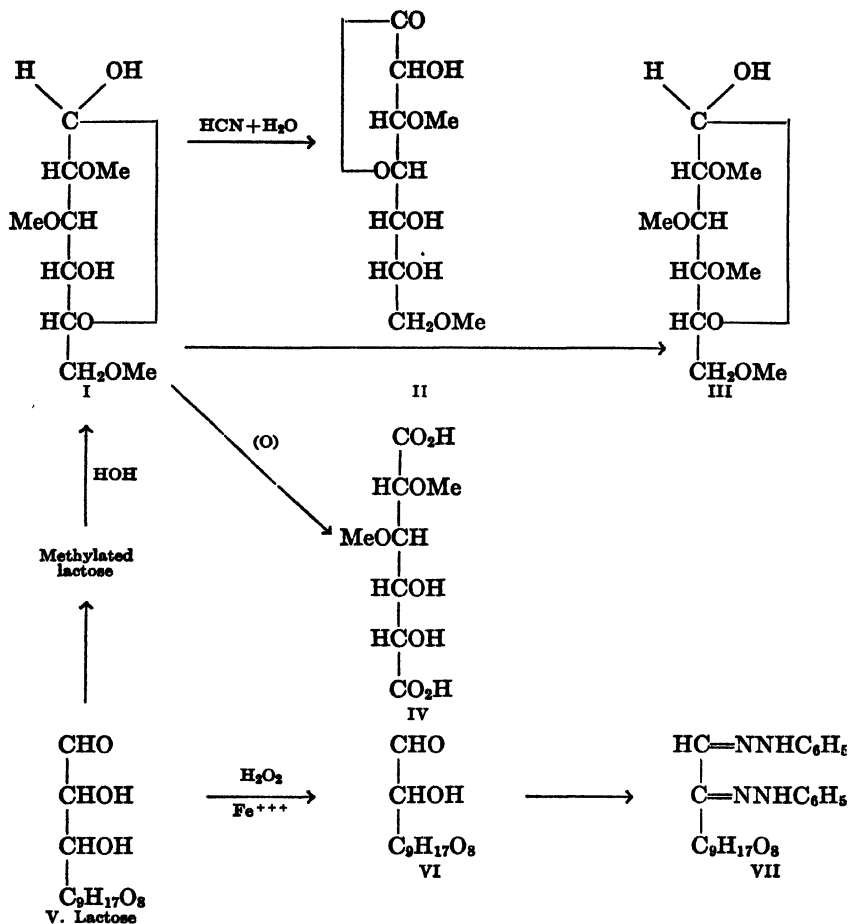 CO
H OH
CHOH
H OH
C
HCN+H₂O
HCOMe
C
HCOMe
OCH
HCOMe
MeOCH
HCOH
MeOCH
HCOH
HCOH
HCOMe
HCO
CH₂OMe
HCO
CH₂OMe
I
II
CH₂OMe
III
(O)
CO₂H
HOH
HCOMe
MeOCH
Methylated
lactose
HCOH
HCOH
CO₂H
IV
CHO
H₂O₂
Fe+++
CHO
HC=NNHC₆H₅
CHOH
CHOH
C=NNHC₆H₅
CHOH
C₉H₁₇O₈
VI
C₉H₁₇O₈
VII
C₉H₁₇O₈
V. Lactose